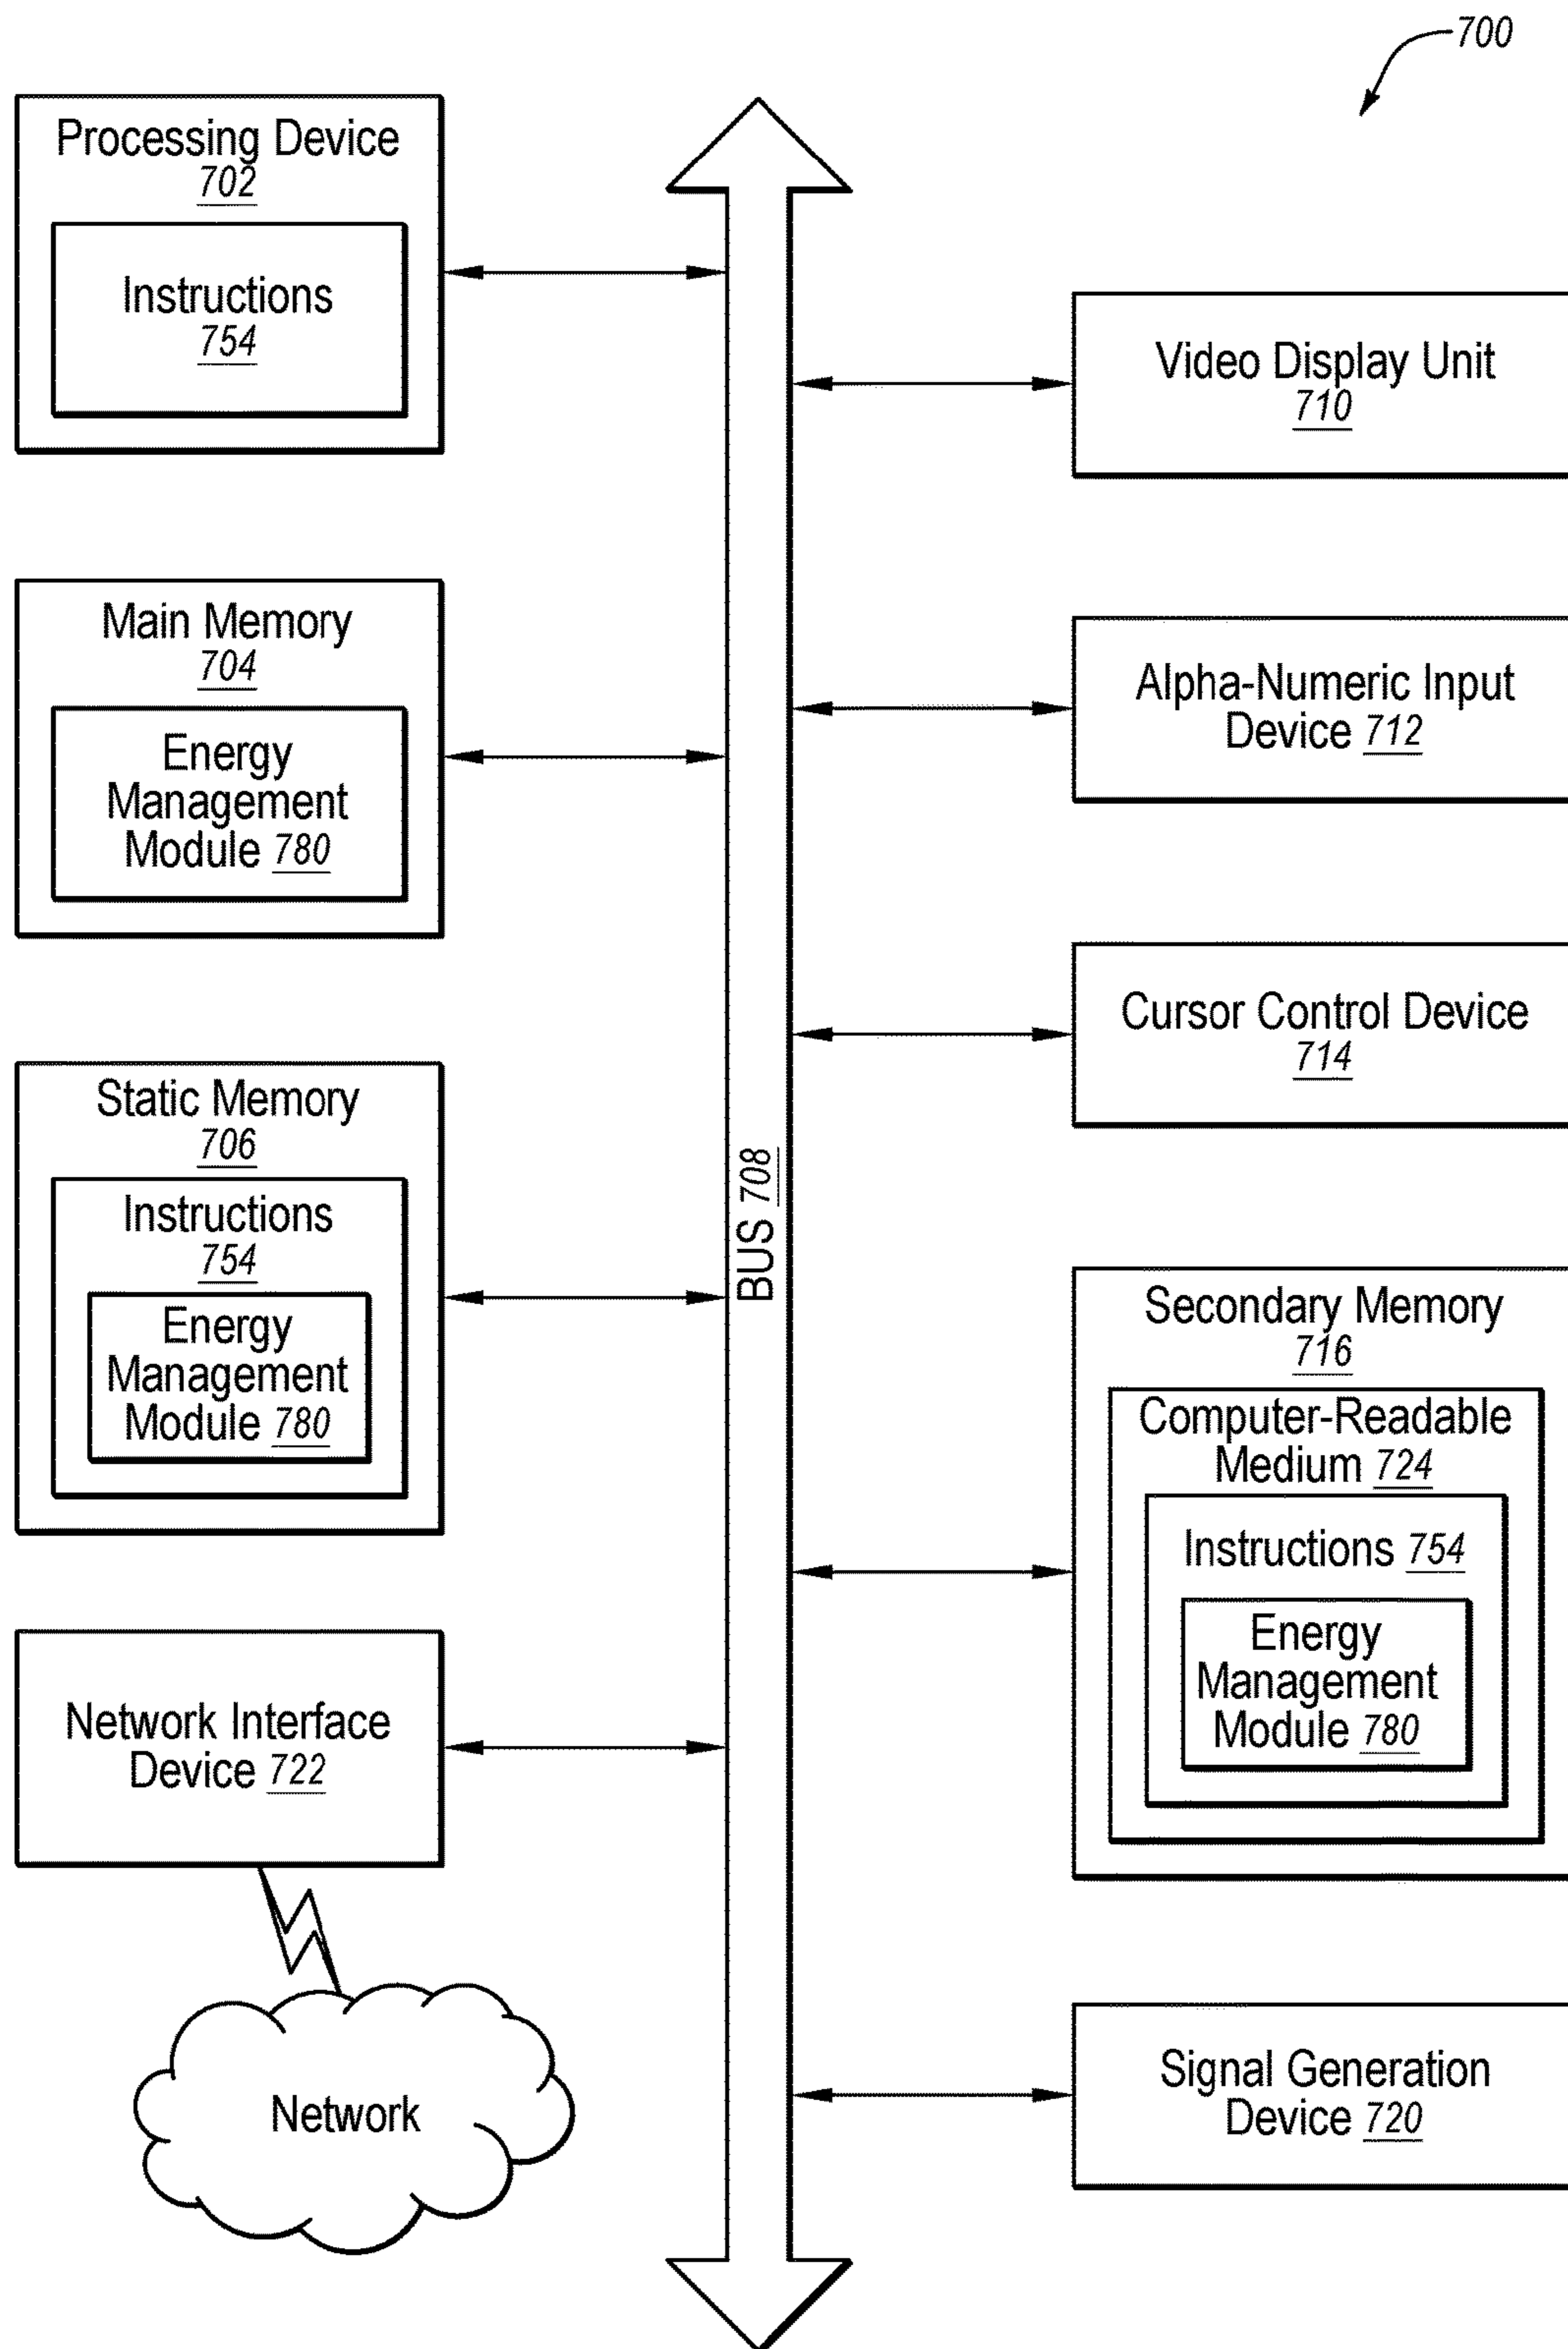 700
Processing Device
702
Instructions
754
Main Memory
704
Energy
Management
Module 780
Static Memory
706
Instructions
754
Energy
Management
Module 780
Network Interface
Device 722
Network
BUS 708
Video Display Unit
710
Alpha-Numeric Input
Device 712
Cursor Control Device
714
Secondary Memory
716
Computer-Readable
Medium 724
Instructions 754
Energy
Management
Module 780
Signal Generation
Device 720